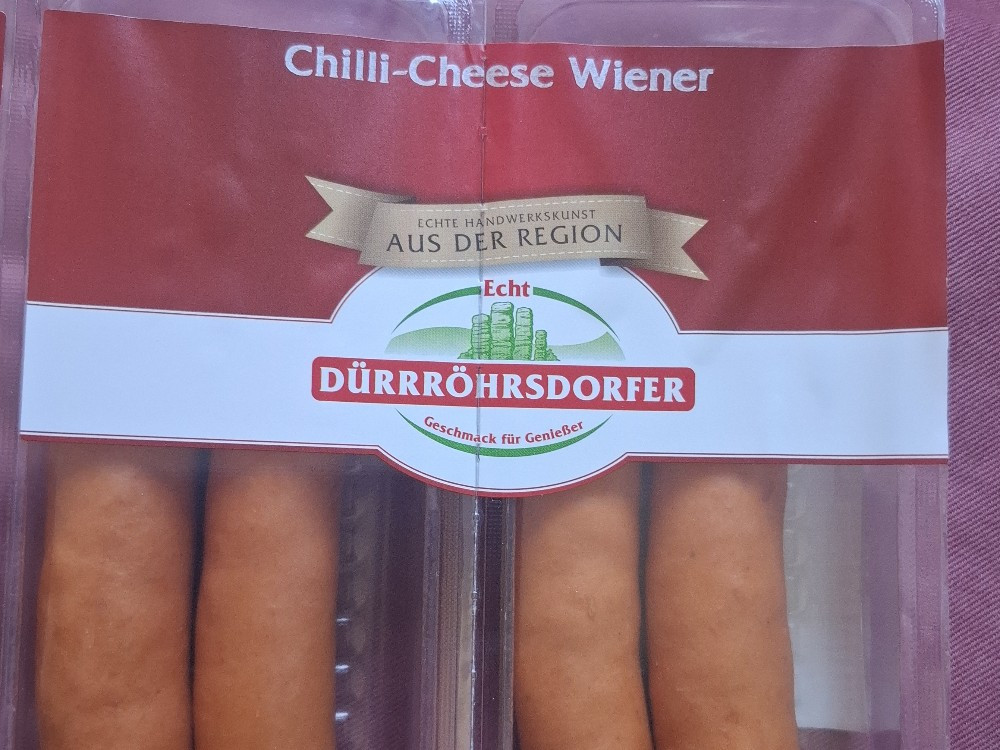 Chilli-Cheese Wiener
ECHTE HANDWERKSKUNST
AUS DER REGION
Echt
DÜRRRÖHRSDORFER
Geschmack für Genießer